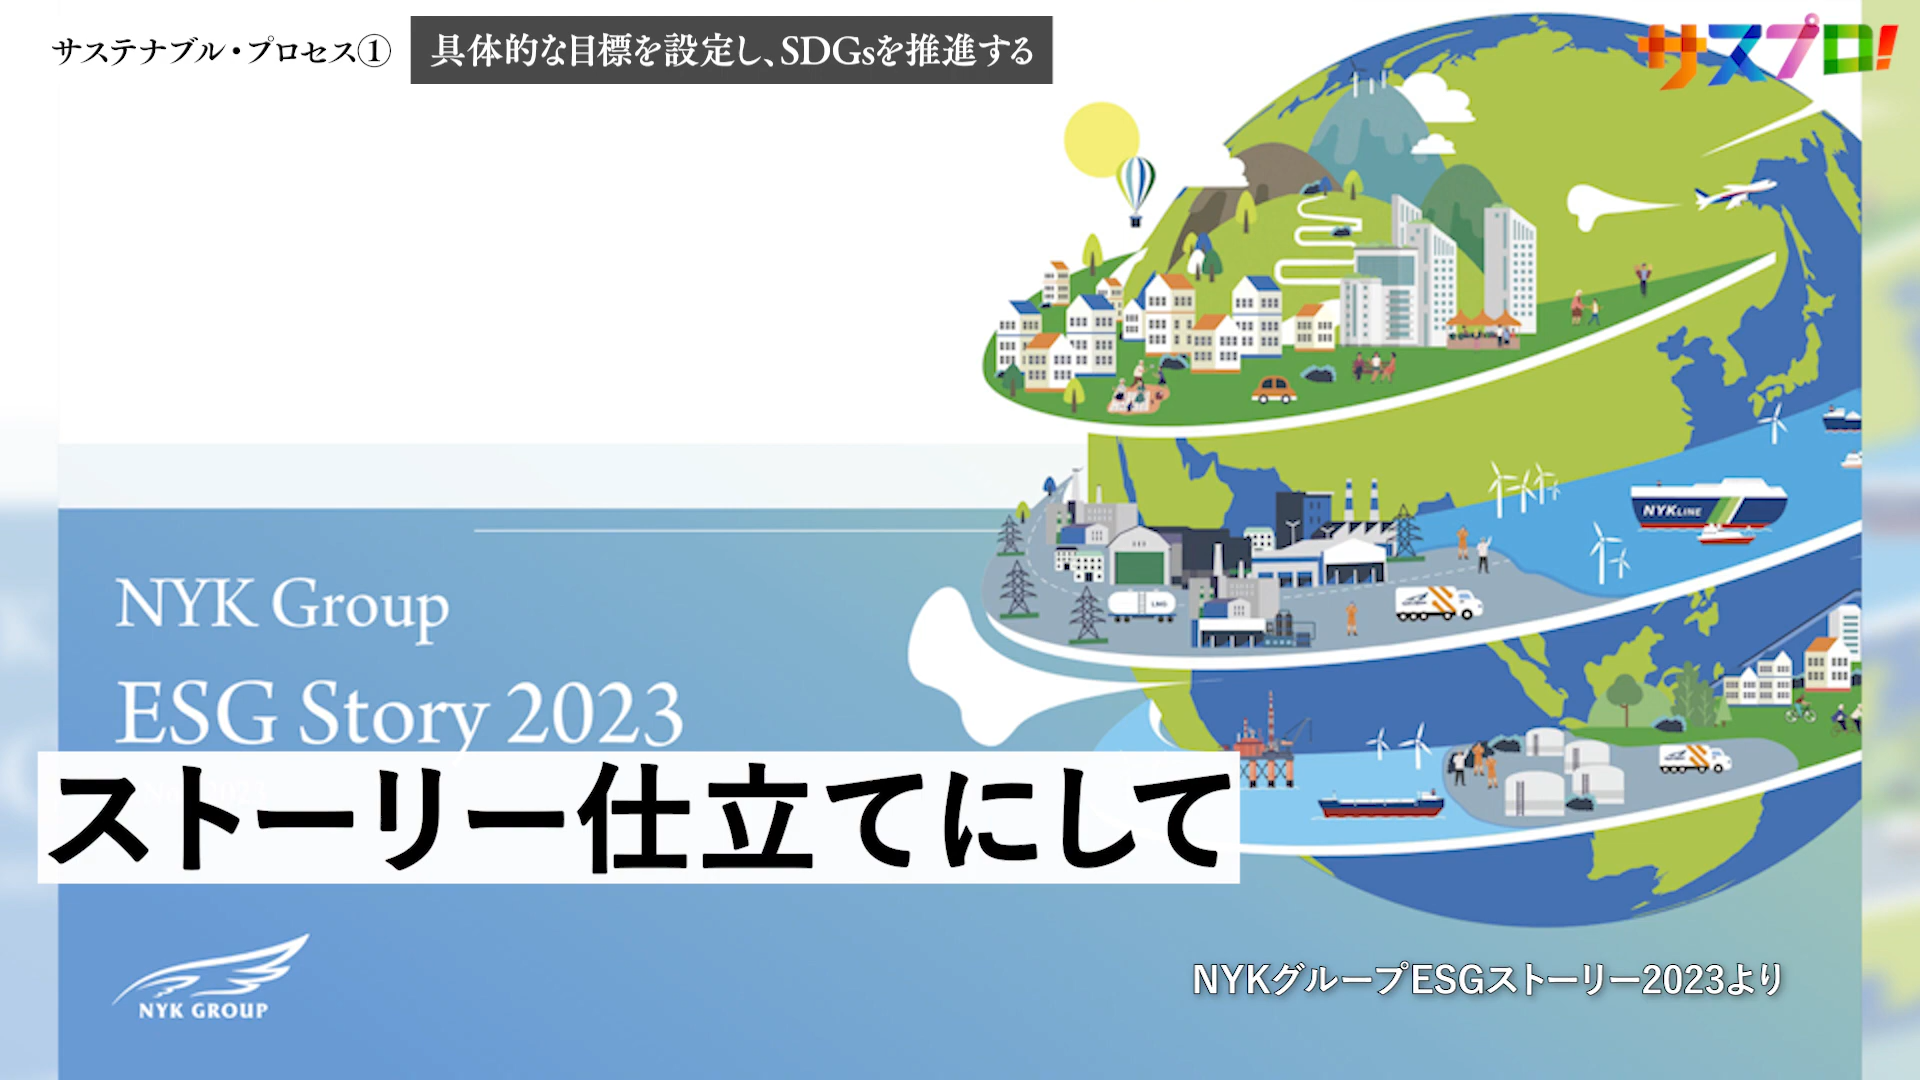 サステナブル・プロセス① 具体的な目標を設定し、SDGsを推進する
サスプロ!
NYK LINE
LNG
NYK Group
ESG Story 2023
ストーリー仕立てにして
NYK GROUP
NYKグループESGストーリー2023より